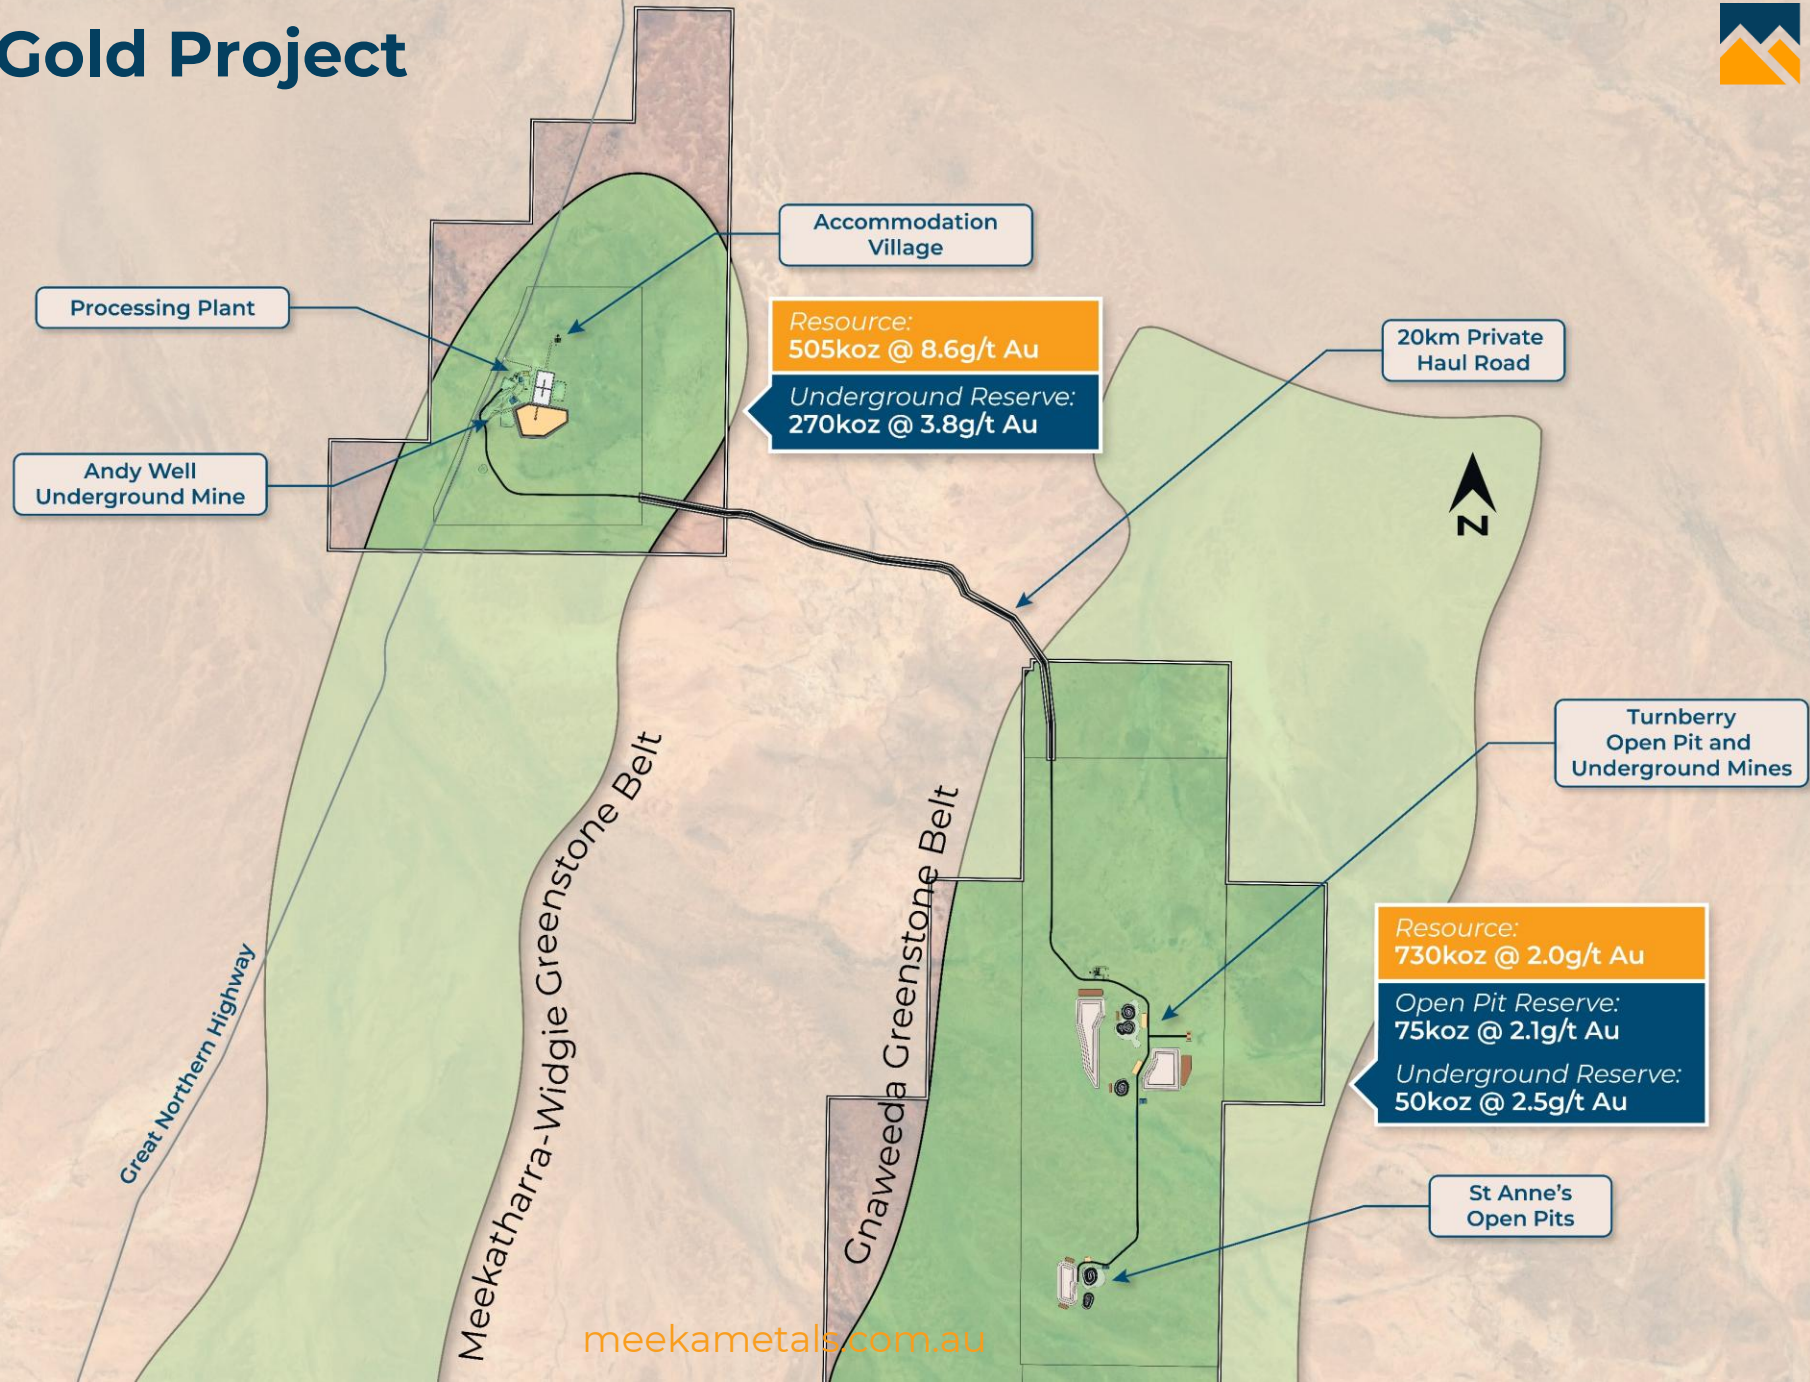 Gold Project
Accommodation
Village
Processing Plant
Resource:
505koz @ 8.6g/t Au
Underground Reserve:
270koz @ 3.8g/t Au
20km Private
Haul Road
Andy Well
Underground Mine
N
Turnberry
Open Pit and
Underground Mines
Meekatharra-Widgie Greenstone Belt
Gnaweeda Greenstone Belt
Great Northern Highway
Resource:
730koz @ 2.0g/t Au
Open Pit Reserve:
75koz @ 2.1g/t Au
Underground Reserve:
50koz @ 2.5g/t Au
St Anne’s
Open Pits
meekametals.com.au